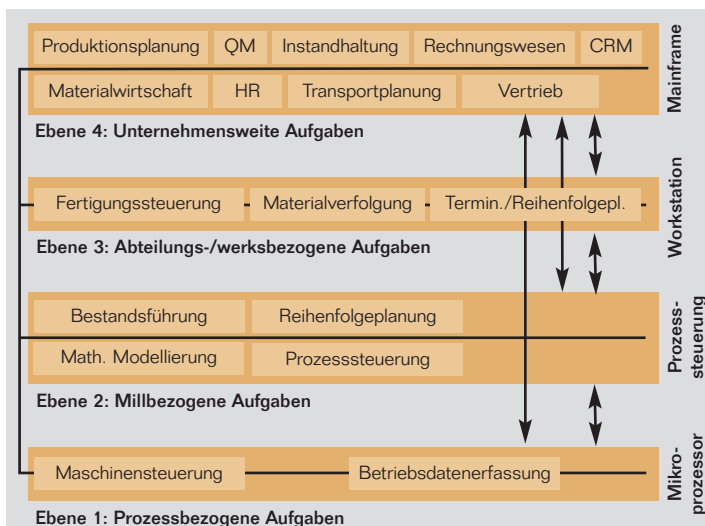 Produktionsplanung QM Instandhaltung Rechnungswesen CRM
Materialwirtschaft HR Transportplanung Vertrieb
Ebene 4: Unternehmensweite Aufgaben
Mainframe
Fertigungssteuerung Materialverfolgung Termin./Reihenfolgepl.
Ebene 3: Abteilungs-/werksbezogene Aufgaben
Workstation
Bestandsführung Reihenfolgeplanung
Math. Modellierung Prozesssteuerung
Ebene 2: Millbezogene Aufgaben
Prozess-
steuerung
Maschinensteuerung Betriebsdatenerfassung
Ebene 1: Prozessbezogene Aufgaben
Mikro-
prozessor